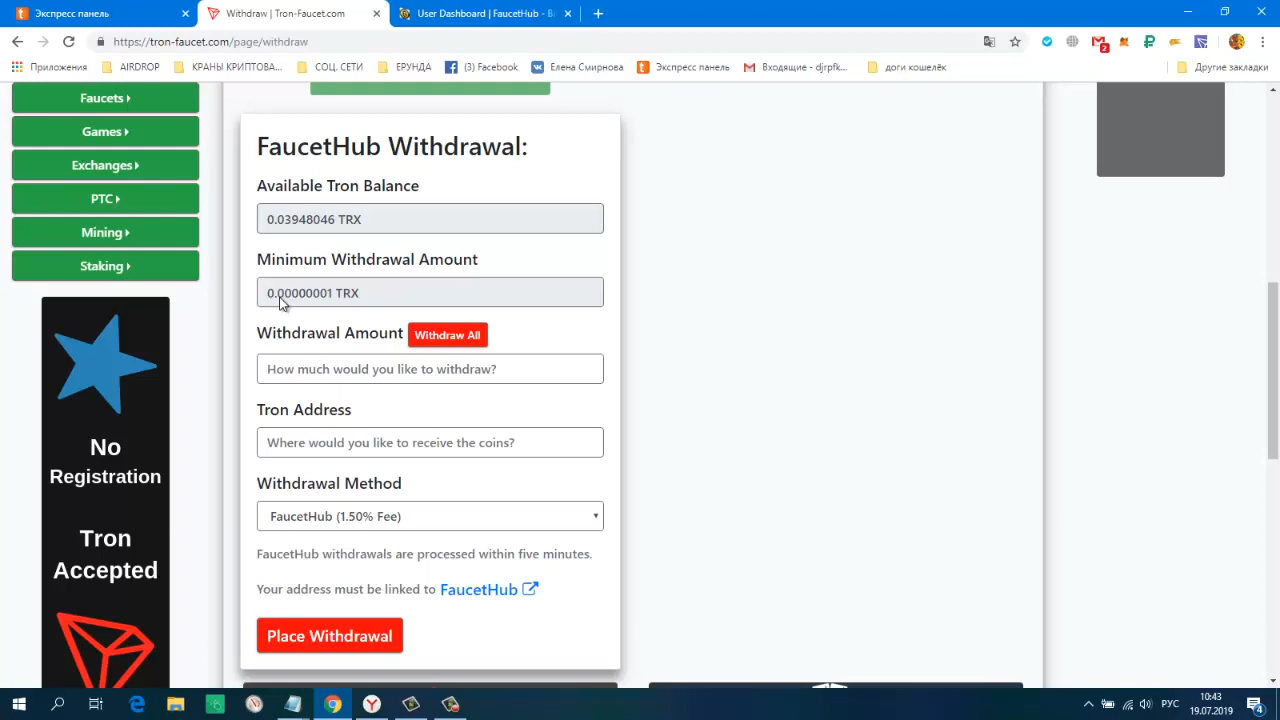 Экспресс панель
Withdraw | Tron-Faucet.com
User Dashboard | FaucetHub - Bi
https://tron-faucet.com/page/withdraw
2
Приложения
AIRDROP
КРАНЫ КРИПТОВА...
СОЦ. СЕТИ
ЕРУНДА
(3) Facebook
Елена Смирнова
Экспресс панель
Входящие - djrpfk...
доги кошелёк
Другие закладки
Faucets
Games
Exchanges
PTC
Mining
Staking
No
Registration
Tron
Accepted
FaucetHub Withdrawal:
Available Tron Balance
0.03948046 TRX
Minimum Withdrawal Amount
0.00000001 TRX
Withdrawal Amount Withdraw All
How much would you like to withdraw?
Tron Address
Where would you like to receive the coins?
Withdrawal Method
FaucetHub (1.50% Fee)
FaucetHub withdrawals are processed within five minutes.
Your address must be linked to FaucetHub
Place Withdrawal
РУС
10:43
19.07.2019
4